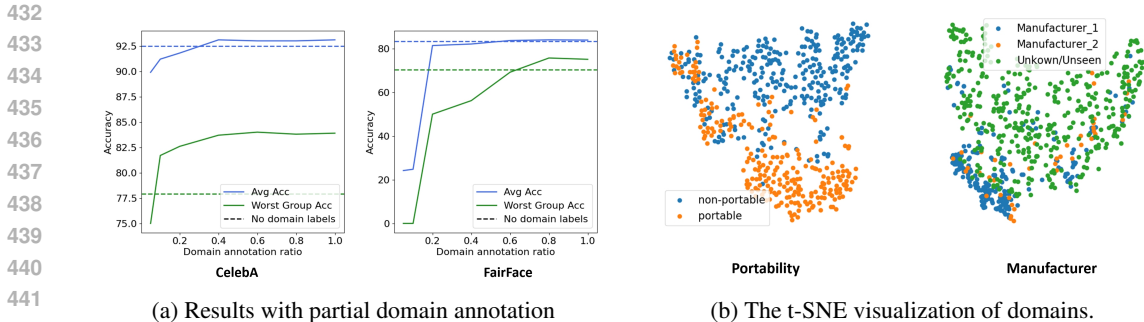 432
433
434
435
436
437
438
439
440
441
Accuracy
92.5
90.0
87.5
85.0
82.5
80.0
77.5
75.0
0.2 0.4 0.6 0.8 1.0
Domain annotation ratio
Avg Acc
Worst Group Acc
No domain labels
CelebA
Accuracy
80
60
40
20
0
0.2 0.4 0.6 0.8 1.0
Domain annotation ratio
Avg Acc
Worst Group Acc
No domain labels
FairFace
non-portable
portable
Portability
Manufacturer_1
Manufacturer_2
Unkown/Unseen
Manufacturer
(a) Results with partial domain annotation
(b) The t-SNE visualization of domains.